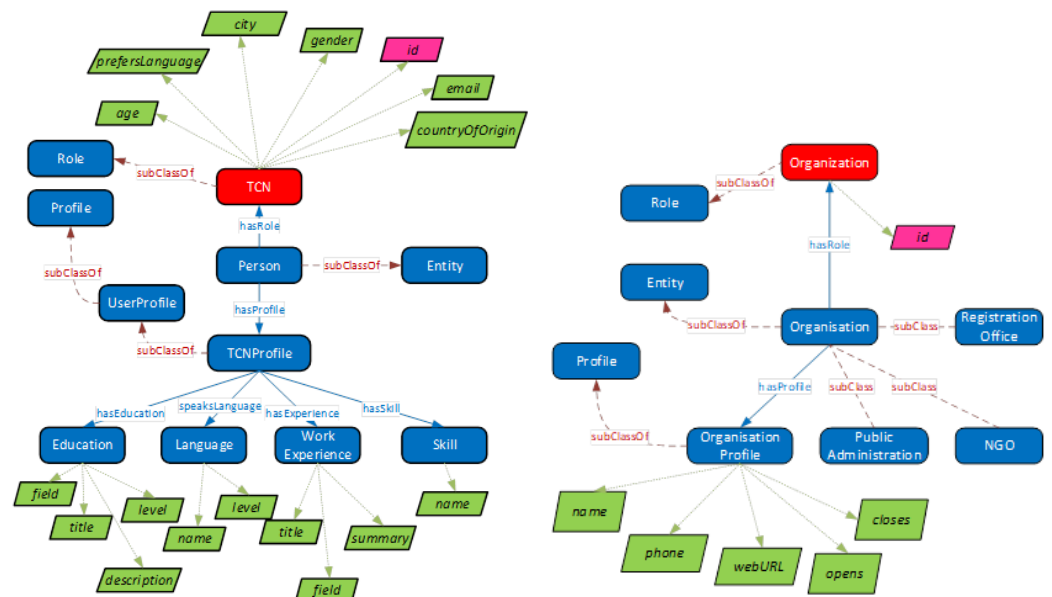 city
gender
id
prefersLanguage
email
age
countryOfOrigin
Role
subClassOf
TCN
Profile
hasRole
subClassOf
Person
subClassOf
Entity
UserProfile
hasProfile
subClassOf
TCNProfile
hasEducation
speaksLanguage
hasExperience
hasSkill
Education
Language
Work
Experience
Skill
field
title
level
description
name
level
title
field
summary
name
Organization
subClassOf
Role
id
hasRole
Entity
subClassOf
Organisation
subClass
Registration
Office
Profile
hasProfile
subClass
subClass
subClassOf
Organisation
Profile
Public
Administration
NGO
name
phone
webURL
opens
closes